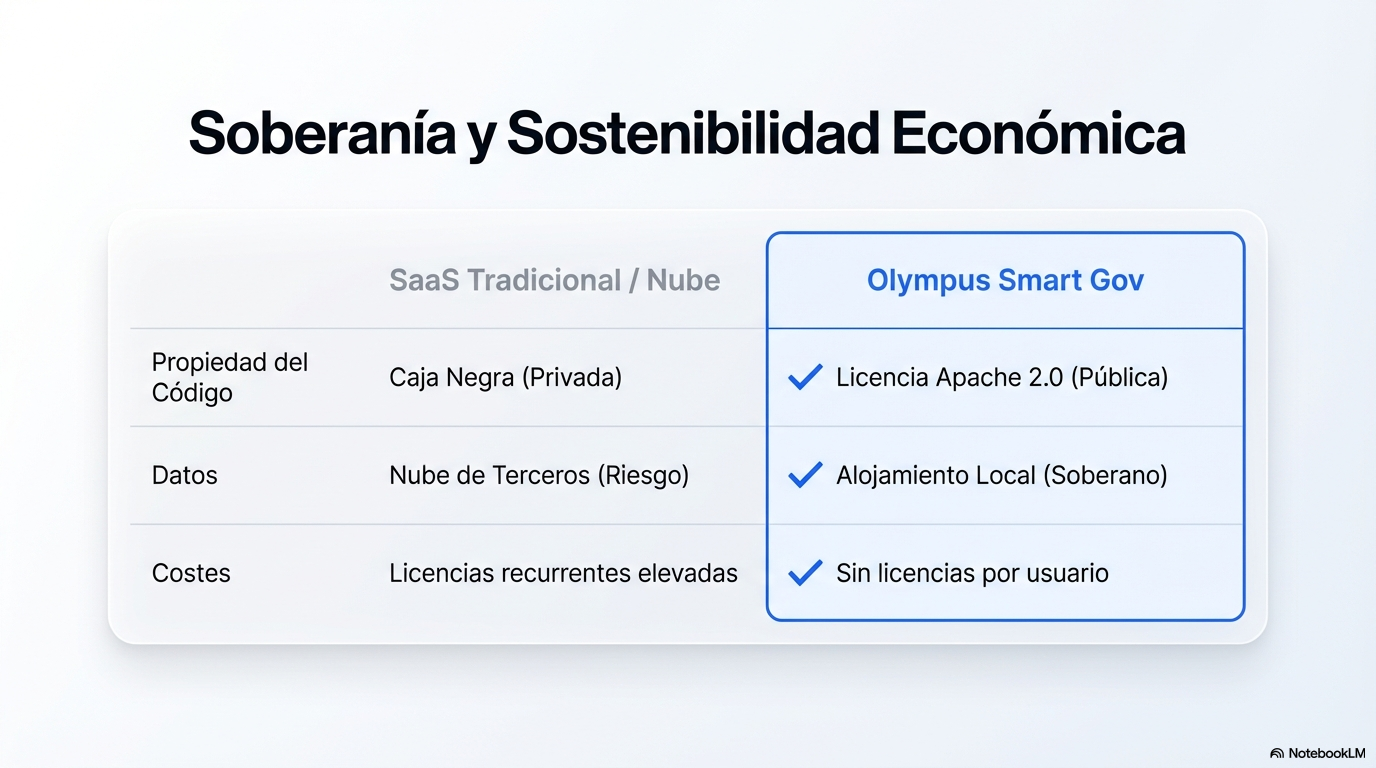 Soberanía y Sostenibilidad Económica
SaaS Tradicional / Nube
Olympus Smart Gov
Propiedad del
Código
Caja Negra (Privada)
Licencia Apache 2.0 (Pública)
Datos
Nube de Terceros (Riesgo)
Alojamiento Local (Soberano)
Costes
Licencias recurrentes elevadas
Sin licencias por usuario
NotebookLM